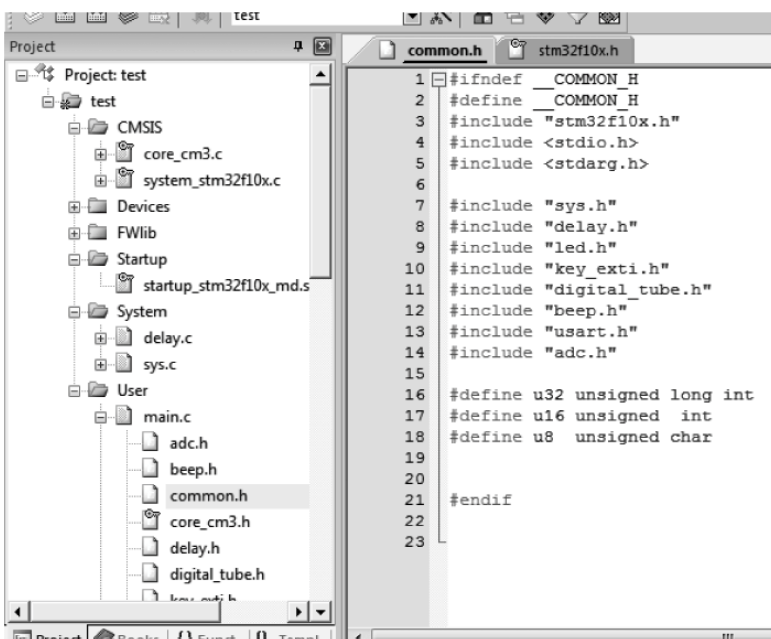 test
Project
Project: test
test
CMSIS
core_cm3.c
system_stm32f10x.c
Devices
FWlib
Startup
startup_stm32f10x_md.s
System
delay.c
sys.c
User
main.c
adc.h
beep.h
common.h
core_cm3.h
delay.h
digital_tube.h
key_exti.h
Project Books {} Funct.. Templ..
common.h stm32f10x.h
1 #ifndef __COMMON_H
2 #define __COMMON_H
3 #include "stm32f10x.h"
4 #include <stdio.h>
5 #include <stdarg.h>
6
7 #include "sys.h"
8 #include "delay.h"
9 #include "led.h"
10 #include "key_exti.h"
11 #include "digital_tube.h"
12 #include "beep.h"
13 #include "usart.h"
14 #include "adc.h"
15
16 #define u32 unsigned long int
17 #define u16 unsigned  int
18 #define u8  unsigned char
19
20
21 #endif
22
23